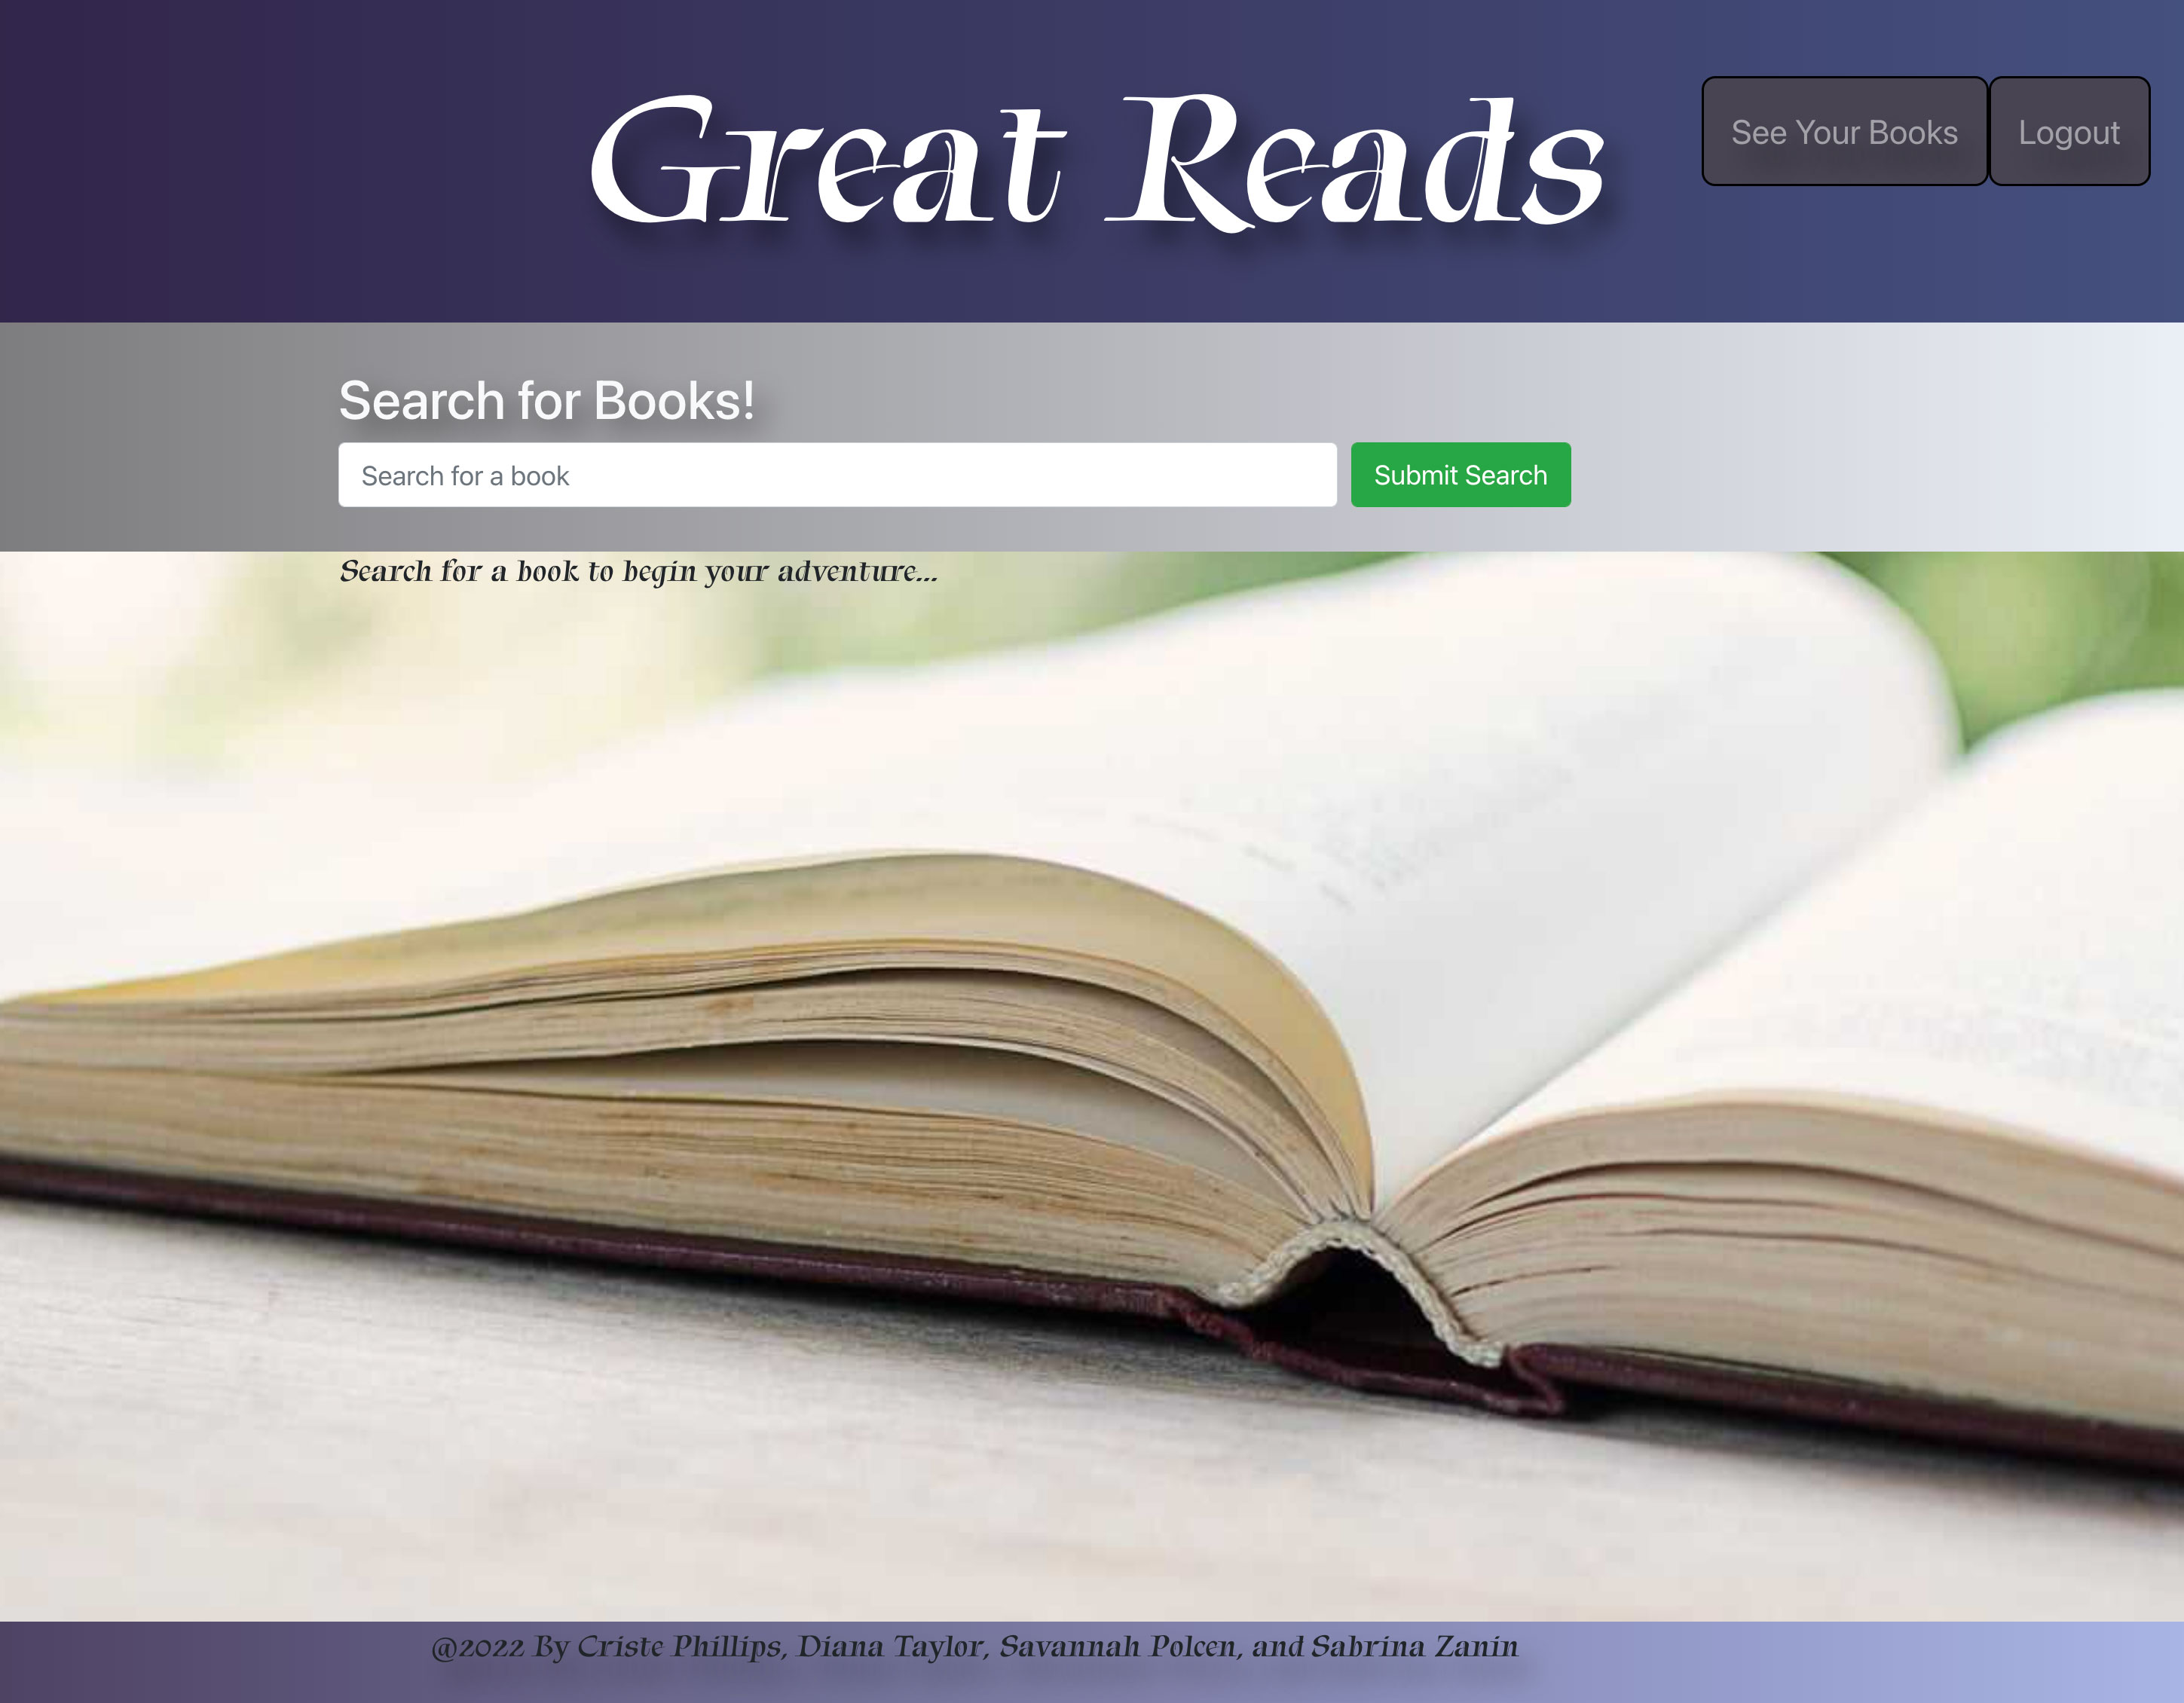 Great Reads
See Your Books
Logout
Search for Books!
Search for a book
Submit Search
Search for a book to begin your adventure...
@2022 By Criste Phillips, Diana Taylor, Savannah Polcen, and Sabrina Zanin